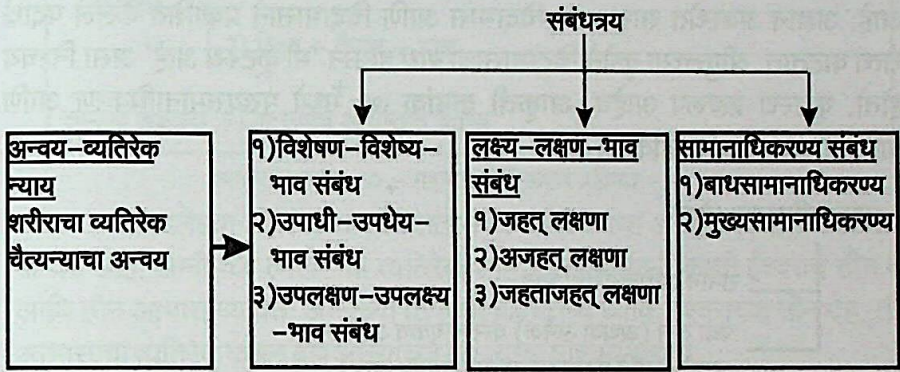 संबंधत्रय
अन्वय-व्यतिरेक
न्याय
शरीराचा व्यतिरेक
चैत्यन्याचा अन्वय
१)विशेषण-विशेष्य-
भाव संबंध
२)उपाधी-उपधेय-
भाव संबंध
३)उपलक्षण-उपलक्ष्य
-भाव संबंध
लक्ष्य-लक्षण-भाव
संबंध
१)जहत् लक्षणा
२)अजहत् लक्षणा
३)जहताजहत् लक्षणा
सामानाधिकरण्य संबंध
१)बाधसामानाधिकरण्य
२)मुख्यसामानाधिकरण्य